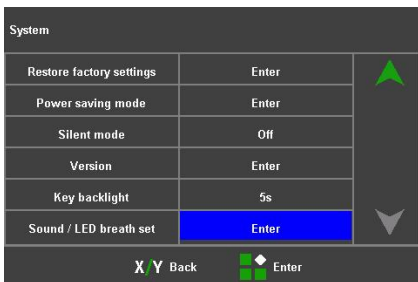 System
Restore factory settings Enter
Power saving mode Enter
Silent mode Off
Version Enter
Key backlight 5s
Sound / LED breath set Enter
X/Y Back Enter